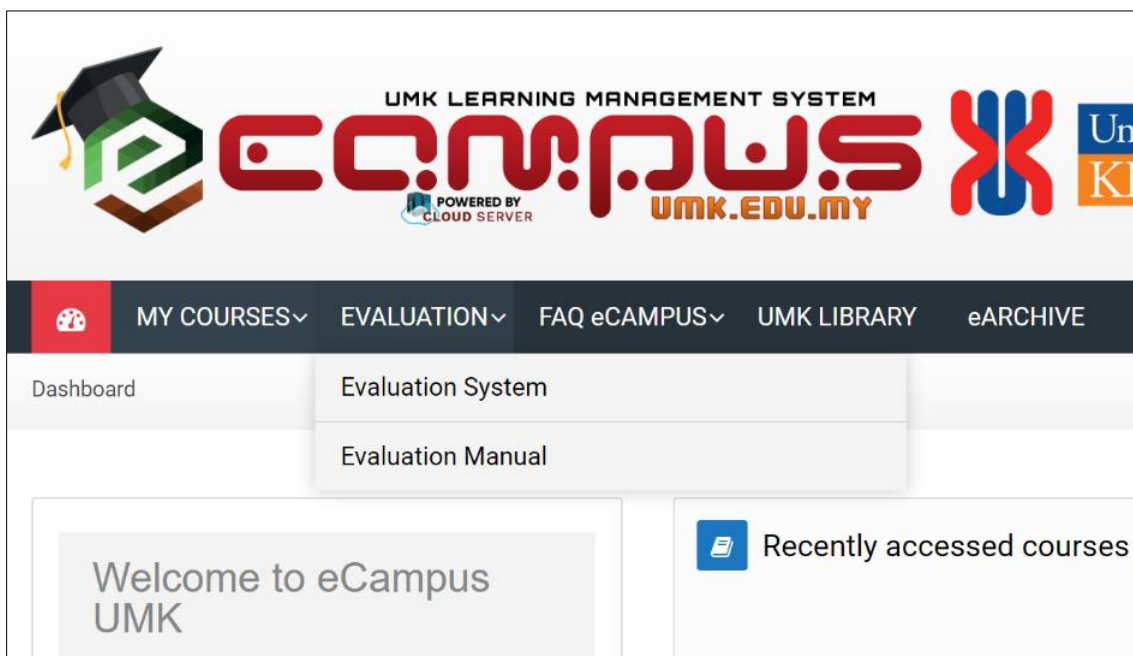 UMK LEARNING MANAGEMENT SYSTEM
eCAMPUS
POWERED BY
CLOUD SERVER
UMK.EDU.MY
MY COURSES EVALUATION FAQ eCAMPUS UMK LIBRARY eARCHIVE
Dashboard
Evaluation System
Evaluation Manual
Welcome to eCampus
UMK
Recently accessed courses